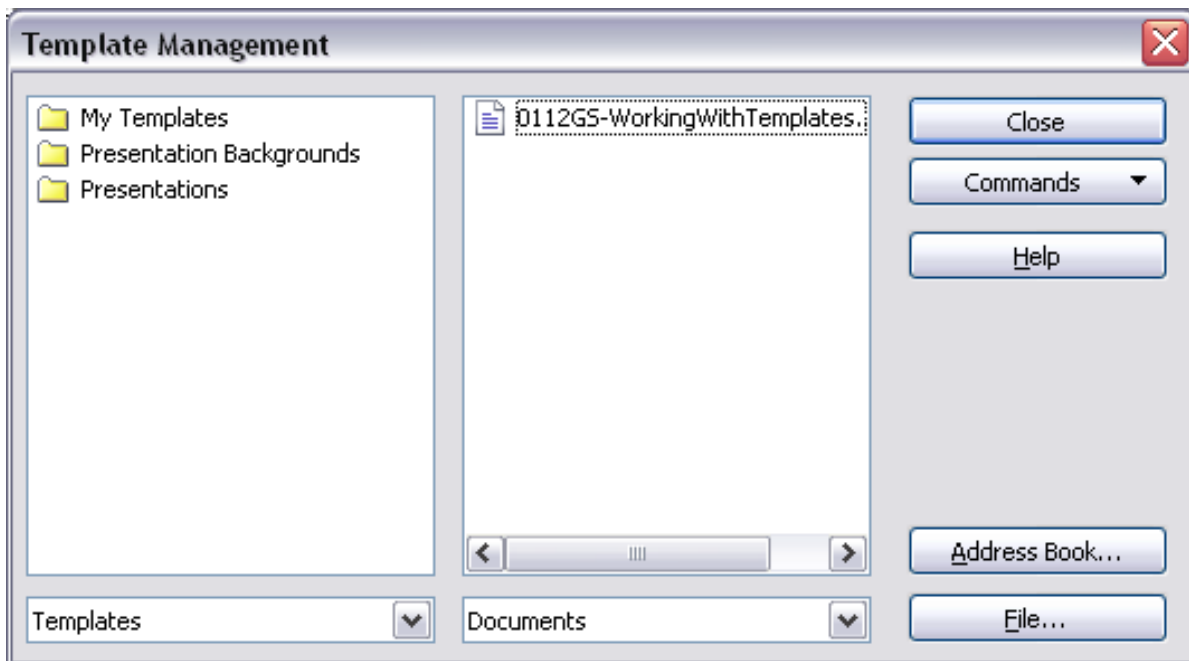 Template Management
My Templates
Presentation Backgrounds
Presentations
0112GS-WorkingWithTemplates.
Close
Commands
Help
Address Book...
Templates
Documents
File...